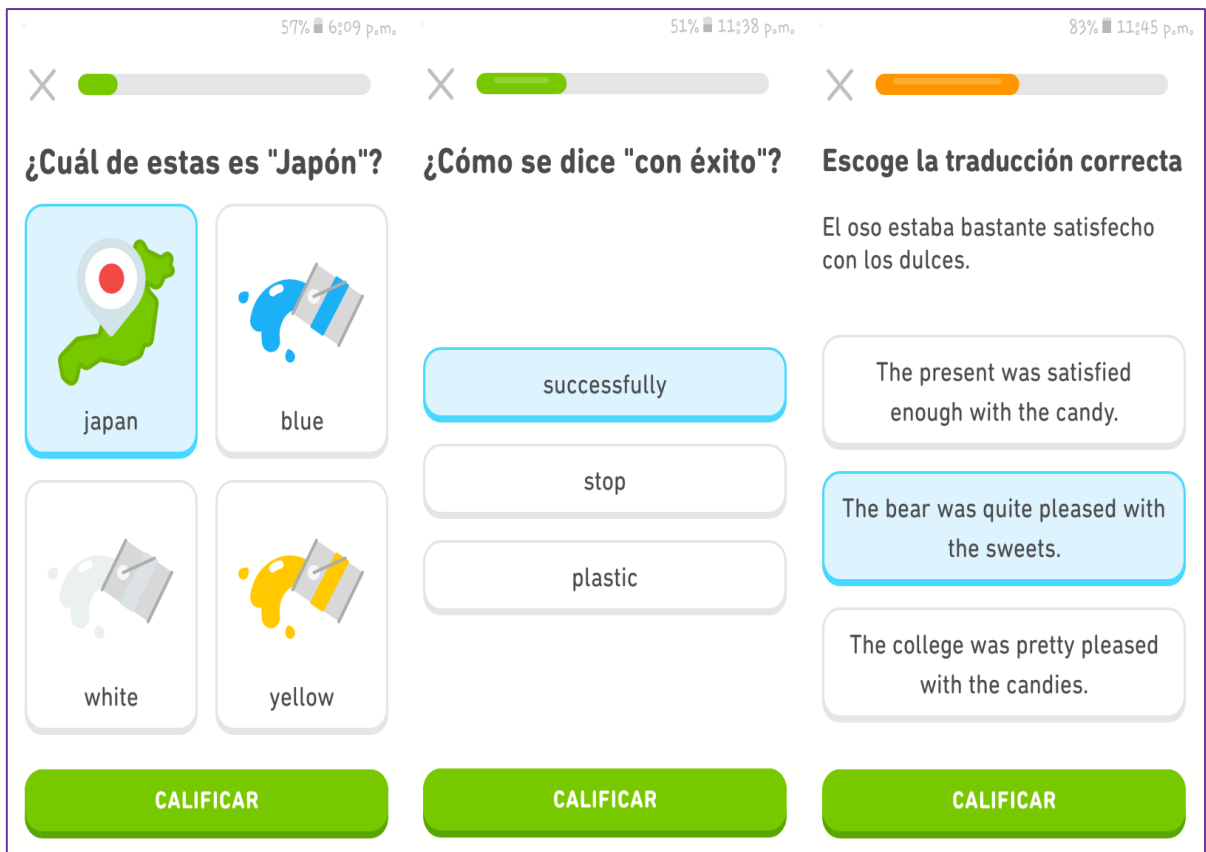 57% 6:09 p.m.
¿Cuál de estas es "Japón"?
japan
blue
white
yellow
CALIFICAR
51% 11:38 p.m.
¿Cómo se dice "con éxito"?
successfully
stop
plastic
CALIFICAR
83% 11:45 p.m.
Escoge la traducción correcta
El oso estaba bastante satisfecho
con los dulces.
The present was satisfied
enough with the candy.
The bear was quite pleased with
the sweets.
The college was pretty pleased
with the candies.
CALIFICAR